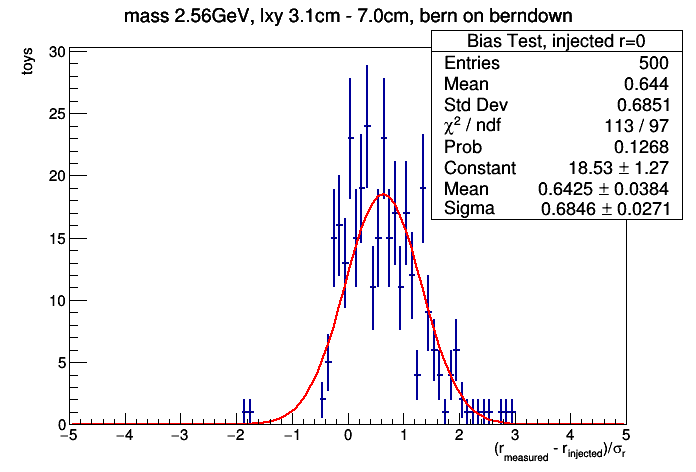 mass 2.56GeV, lxy 3.1cm - 7.0cm, bern on berndown
toys
Bias Test, injected r=0
Entries 500
Mean 0.644
Std Dev 0.6851
χ² / ndf 113 / 97
Prob 0.1268
Constant 18.53 ± 1.27
Mean 0.6425 ± 0.0384
Sigma 0.6846 ± 0.0271
30
25
20
15
10
5
0
−5 −4 −3 −2 −1 0 1 2 3 4 5
(r_measured - r_injected)/σ_r